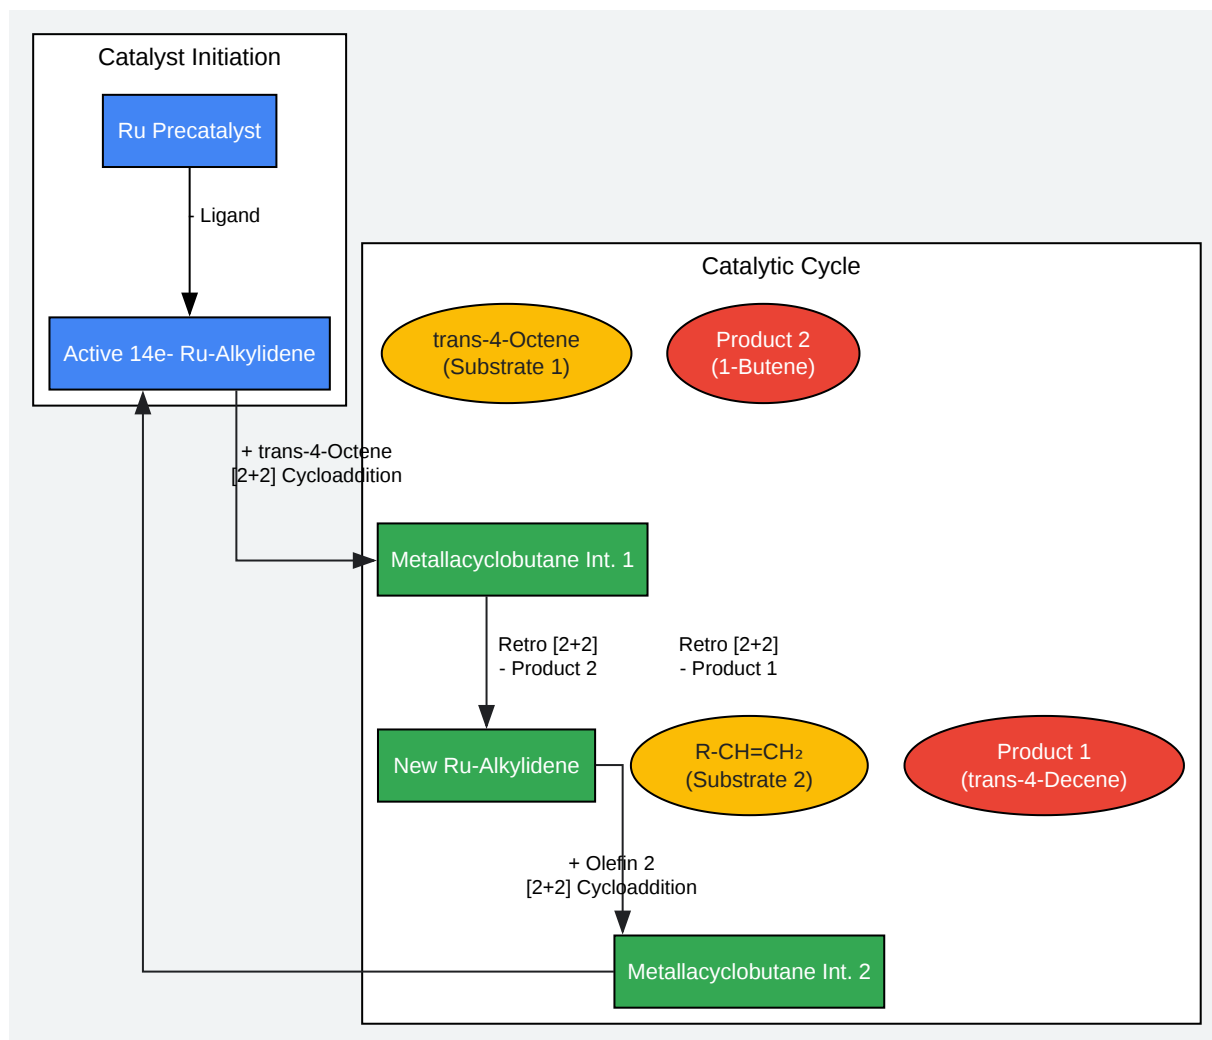 Catalyst Initiation
Ru Precatalyst
- Ligand
Active 14e- Ru-Alkylidene
Catalytic Cycle
trans-4-Octene
(Substrate 1)
Product 2
(1-Butene)
+ trans-4-Octene
[2+2] Cycloaddition
Metallacyclobutane Int. 1
Retro [2+2]
- Product 2
Retro [2+2]
- Product 1
New Ru-Alkylidene
R-CH=CH₂
(Substrate 2)
Product 1
(trans-4-Decene)
+ Olefin 2
[2+2] Cycloaddition
Metallacyclobutane Int. 2